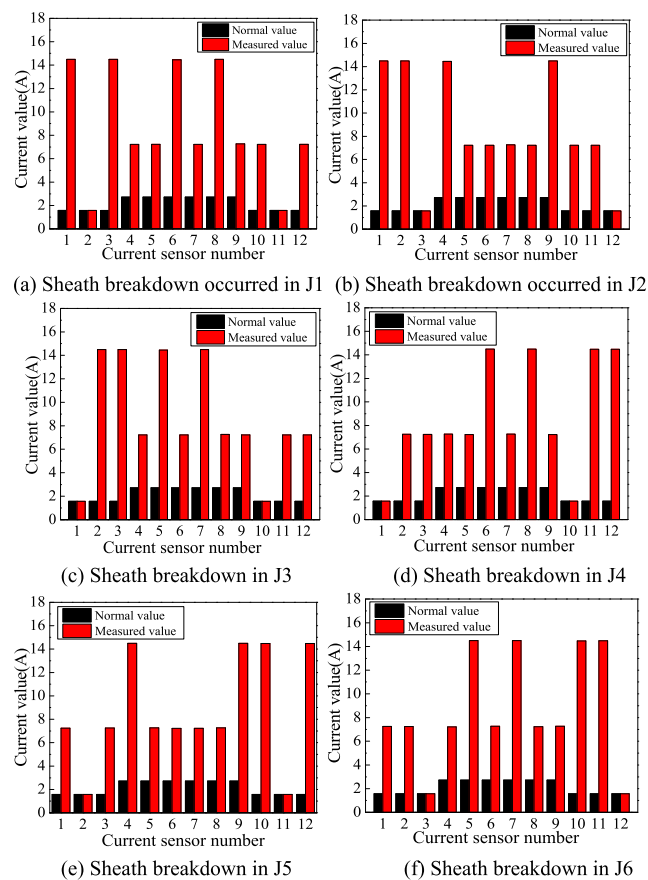 18
16
14
12
10
8
6
4
2
0
Current value(A)
Normal value
Measured value
1 2 3 4 5 6 7 8 9 10 11 12
Current sensor number
(a) Sheath breakdown occurred in J1
18
16
14
12
10
8
6
4
2
0
Current value(A)
Normal value
Measured value
1 2 3 4 5 6 7 8 9 10 11 12
Current sensor number
(b) Sheath breakdown occurred in J2
18
16
14
12
10
8
6
4
2
0
Current value(A)
Normal value
Measured value
1 2 3 4 5 6 7 8 9 10 11 12
Current sensor number
(c) Sheath breakdown in J3
18
16
14
12
10
8
6
4
2
0
Current value(A)
Normal value
Measured value
1 2 3 4 5 6 7 8 9 10 11 12
Current sensor number
(d) Sheath breakdown in J4
18
16
14
12
10
8
6
4
2
0
Current value(A)
Normal value
Measured value
1 2 3 4 5 6 7 8 9 10 11 12
Current sensor number
(e) Sheath breakdown in J5
18
16
14
12
10
8
6
4
2
0
Current value(A)
Normal value
Measured value
1 2 3 4 5 6 7 8 9 10 11 12
Current sensor number
(f) Sheath breakdown in J6